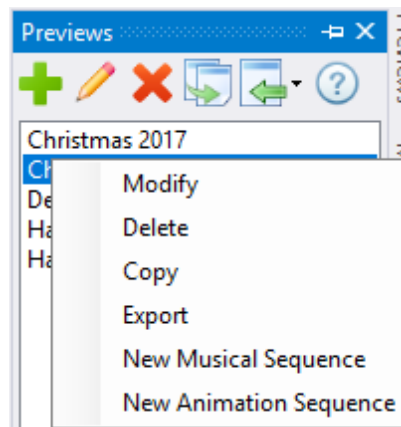 Previews
Christmas 2017
Ch
De
Ha
Ha
Modify
Delete
Copy
Export
New Musical Sequence
New Animation Sequence